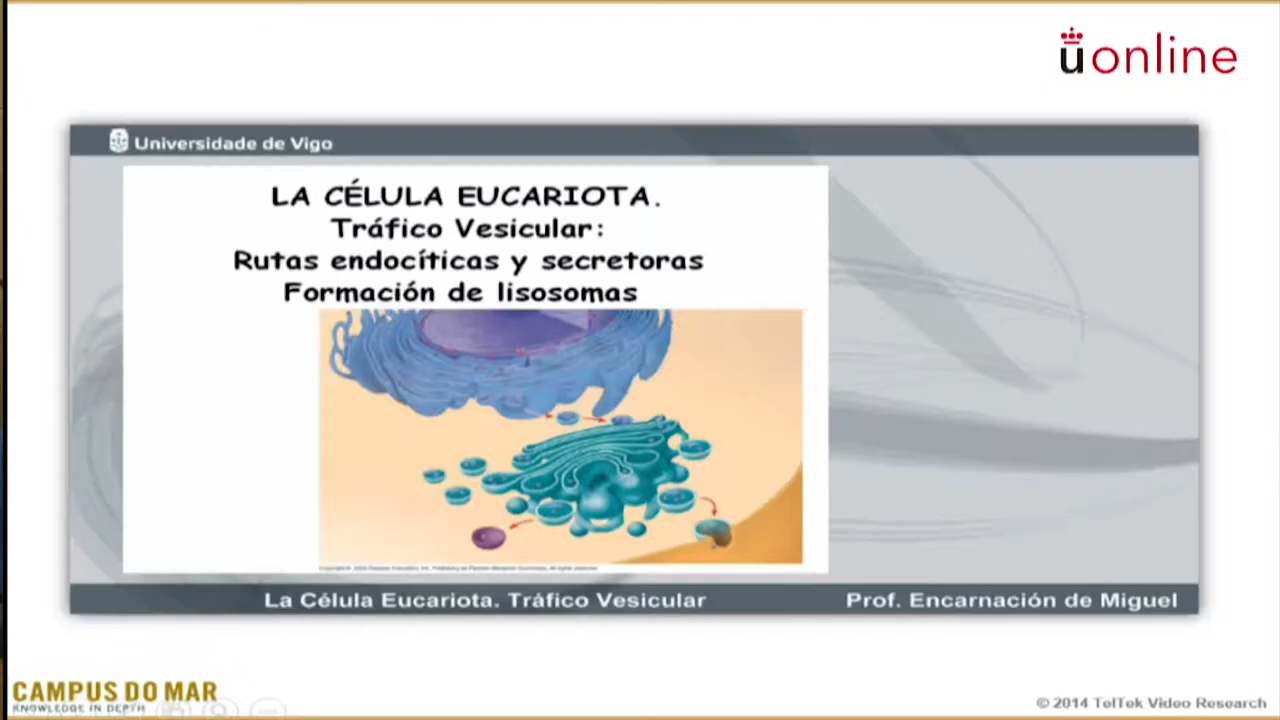 uonline
Universidade de Vigo
LA CÉLULA EUCARIOTA.
Tráfico Vesicular:
Rutas endocíticas y secretoras
Formación de lisosomas
La Célula Eucariota. Tráfico Vesicular
Prof. Encarnación de Miguel
CAMPUS DO MAR
KNOWLEDGE IN DEPTH
© 2014 TelTek Video Research